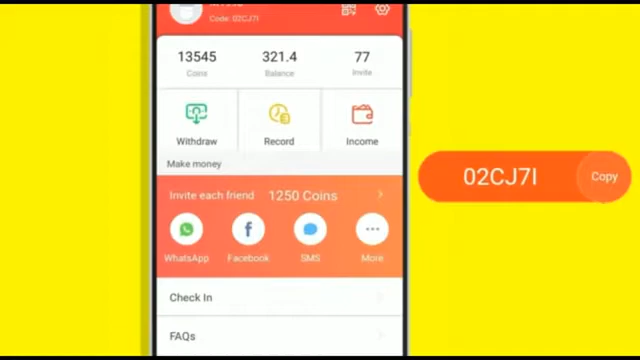 Code: 02CJ7I
13545
321.4
77
Coins
Balance
Invite
Withdraw
Record
Income
Make money
Invite each friend 1250 Coins
WhatsApp
Facebook
SMS
More
Check In
FAQs
02CJ7I
Copy